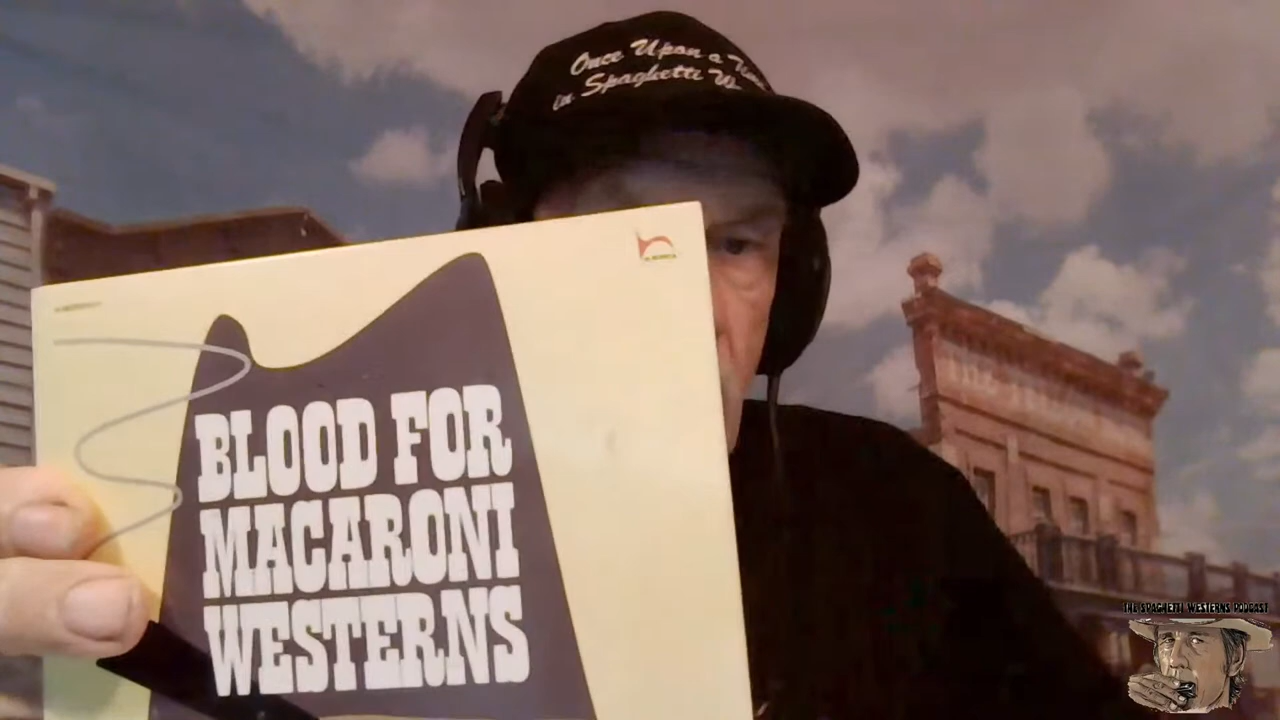 Once Upon a Time
in Spaghetti W
BLOOD FOR
MACARONI
WESTERNS
THE SPAGHETTI WESTERNS PODCAST